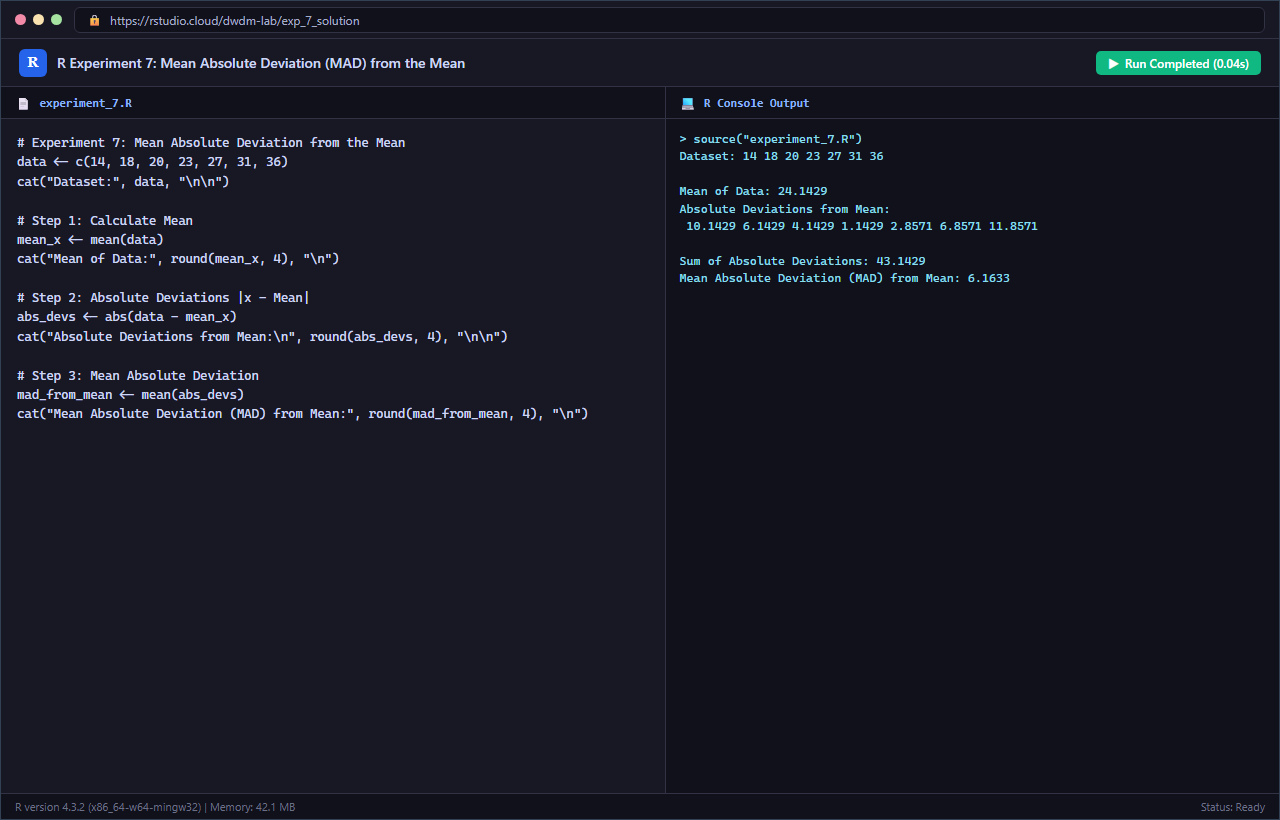 https://rstudio.cloud/dwdm-lab/exp_7_solution
R R Experiment 7: Mean Absolute Deviation (MAD) from the Mean
▶ Run Completed (0.04s)
experiment_7.R
# Experiment 7: Mean Absolute Deviation from the Mean
data <- c(14, 18, 20, 23, 27, 31, 36)
cat("Dataset:", data, "\n\n")
# Step 1: Calculate Mean
mean_x <- mean(data)
cat("Mean of Data:", round(mean_x, 4), "\n")
# Step 2: Absolute Deviations |x - Mean|
abs_devs <- abs(data - mean_x)
cat("Absolute Deviations from Mean:\n", round(abs_devs, 4), "\n\n")
# Step 3: Mean Absolute Deviation
mad_from_mean <- mean(abs_devs)
cat("Mean Absolute Deviation (MAD) from Mean:", round(mad_from_mean, 4), "\n")
R Console Output
> source("experiment_7.R")
Dataset: 14 18 20 23 27 31 36
Mean of Data: 24.1429
Absolute Deviations from Mean:
10.1429 6.1429 4.1429 1.1429 2.8571 6.8571 11.8571
Sum of Absolute Deviations: 43.1429
Mean Absolute Deviation (MAD) from Mean: 6.1633
R version 4.3.2 (x86_64-w64-mingw32) | Memory: 42.1 MB
Status: Ready